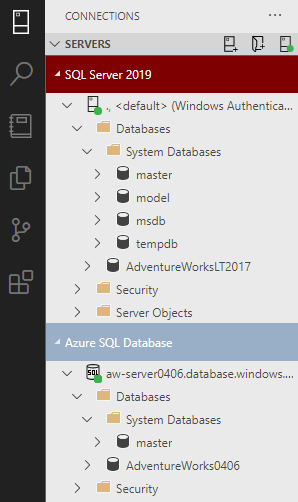 CONNECTIONS
SERVERS
SQL Server 2019
., <default> (Windows Authentica...
Databases
System Databases
master
model
msdb
tempdb
AdventureWorksLT2017
Security
Server Objects
Azure SQL Database
SQL aw-server0406.database.windows....
Databases
System Databases
master
AdventureWorks0406
Security